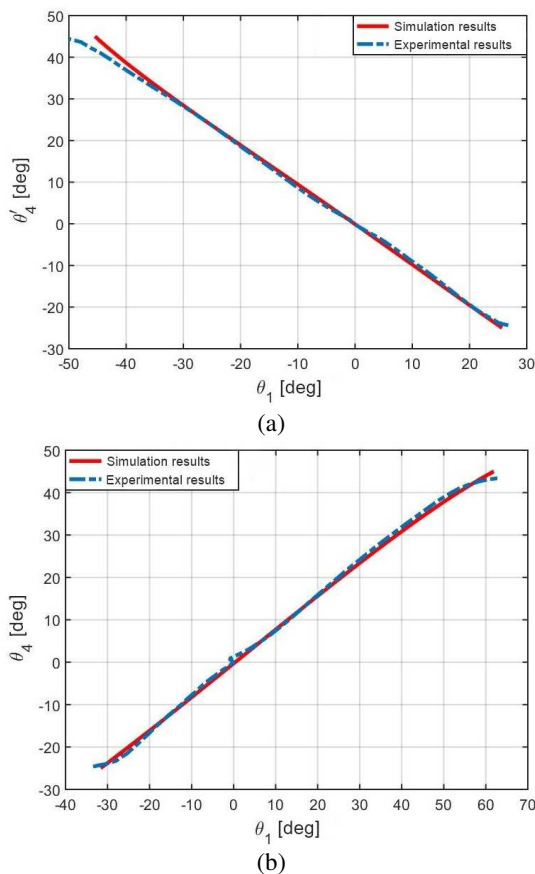 50
Simulation results
Experimental results
40
30
20
10
0
-10
-20
-30
θ′4 [deg]
-50 -40 -30 -20 -10 0 10 20 30
θ1 [deg]
(a)
50
Simulation results
Experimental results
40
30
20
10
0
-10
-20
-30
θ4 [deg]
-40 -30 -20 -10 0 10 20 30 40 50 60 70
θ1 [deg]
(b)